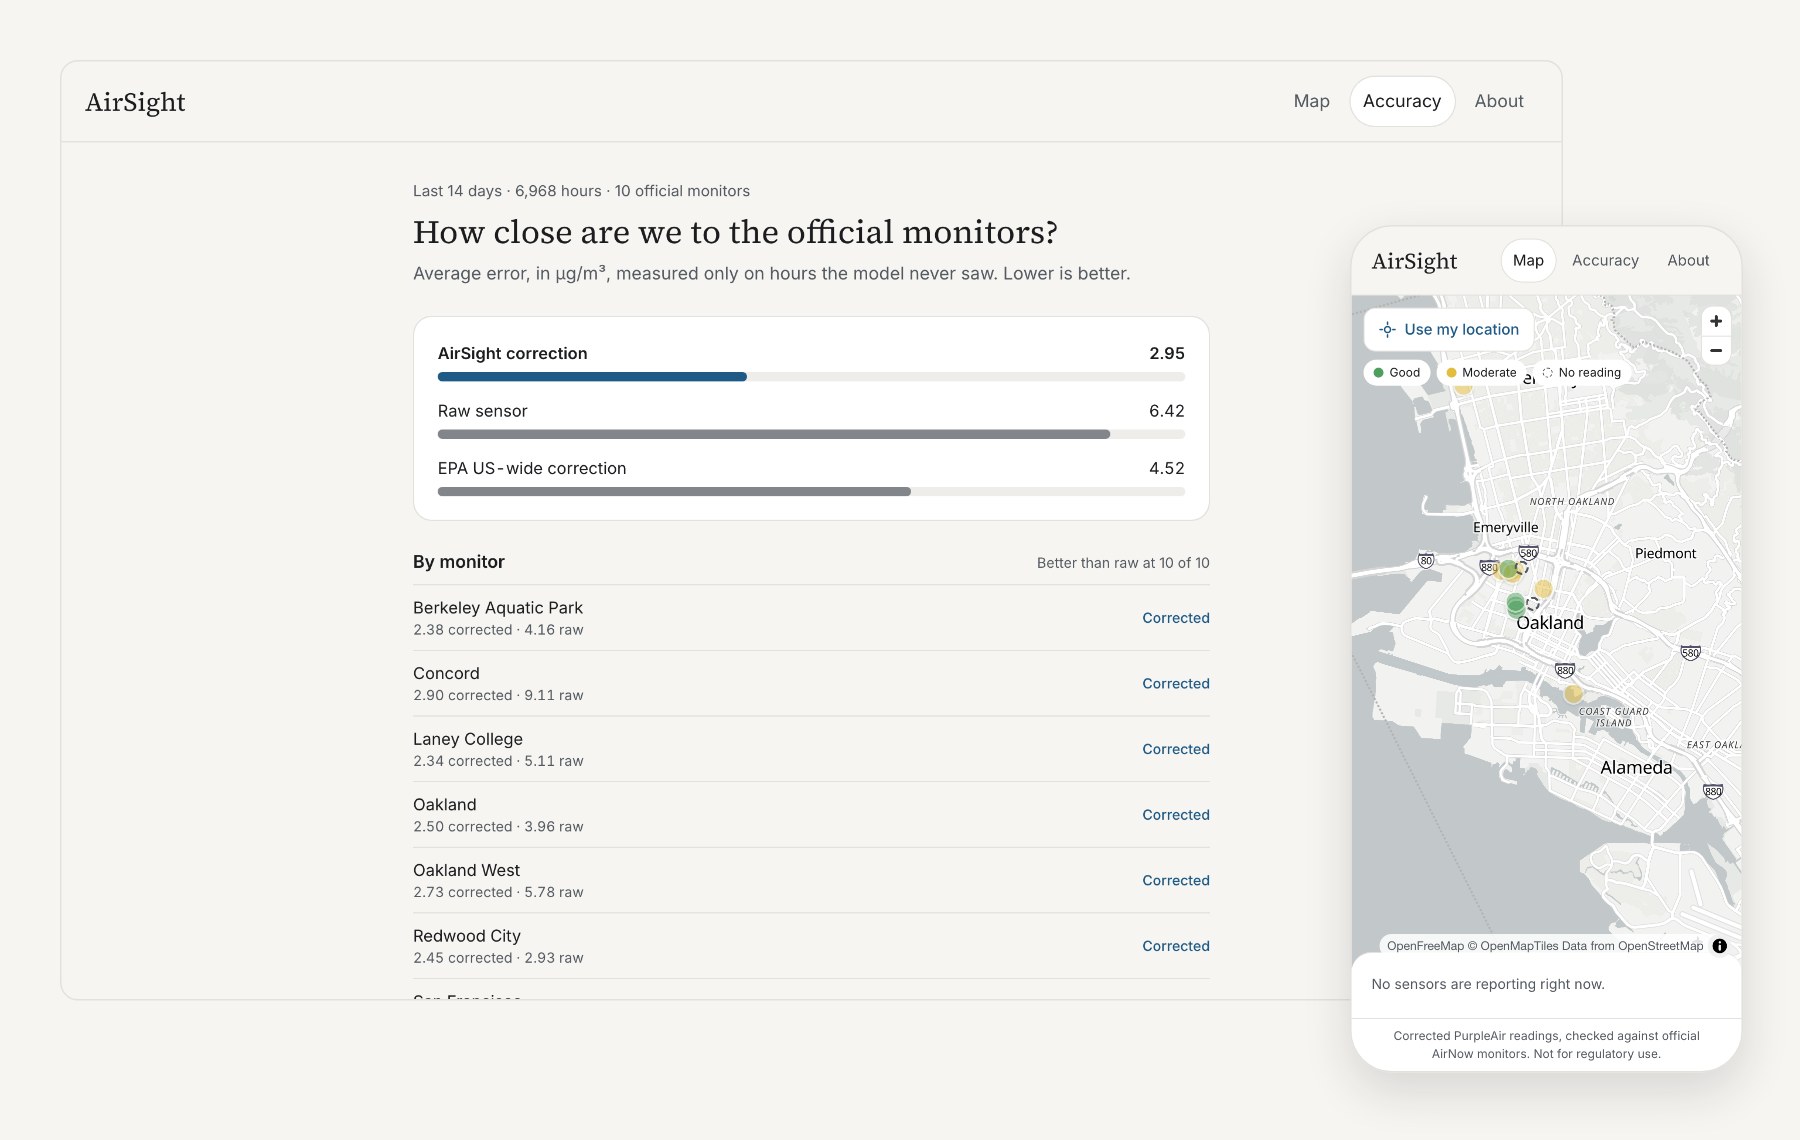 AirSight
Map
Accuracy
About
Last 14 days · 6,968 hours · 10 official monitors
How close are we to the official monitors?
Average error, in µg/m³, measured only on hours the model never saw. Lower is better.
AirSight correction
2.95
Raw sensor
6.42
EPA US-wide correction
4.52
By monitor
Better than raw at 10 of 10
Berkeley Aquatic Park
Corrected
2.38 corrected · 4.16 raw
Concord
Corrected
2.90 corrected · 9.11 raw
Laney College
Corrected
2.34 corrected · 5.11 raw
Oakland
Corrected
2.50 corrected · 3.96 raw
Oakland West
Corrected
2.73 corrected · 5.78 raw
Redwood City
Corrected
2.45 corrected · 2.93 raw
AirSight
Map
Accuracy
About
Use my location
+
−
Good
Moderate
No reading
NORTH OAKLAND
Emeryville
Piedmont
80
580
880
Oakland
580
880
COAST GUARD
ISLAND
EAST OAKL
Alameda
880
OpenFreeMap © OpenMapTiles Data from OpenStreetMap
No sensors are reporting right now.
Corrected PurpleAir readings, checked against official
AirNow monitors. Not for regulatory use.